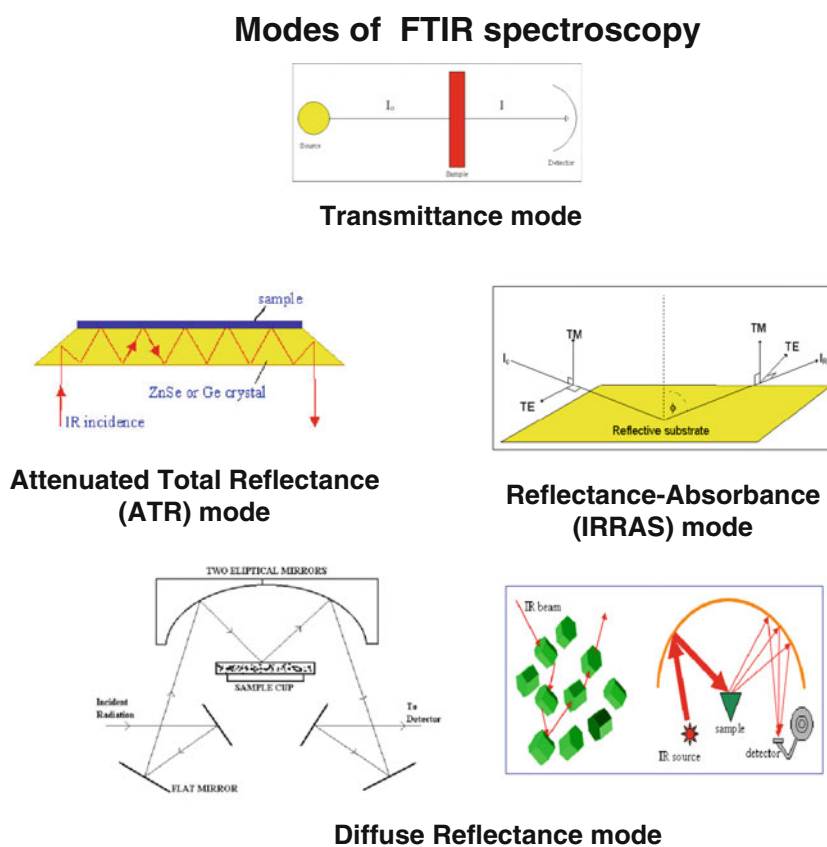 Modes of  FTIR spectroscopy
I₀
I
Source
Sample
Detector
Transmittance mode
sample
ZnSe or Ge crystal
IR incidence
Attenuated Total Reflectance
(ATR) mode
TM
TM
TE
I₀
I_R
TE
ϕ
Reflective substrate
Reflectance-Absorbance
(IRRAS) mode
TWO ELIPTICAL MIRRORS
SAMPLE CUP
Incident
Radiation
To
Detector
FLAT MIRROR
IR beam
sample
IR source
detector
Diffuse Reflectance mode